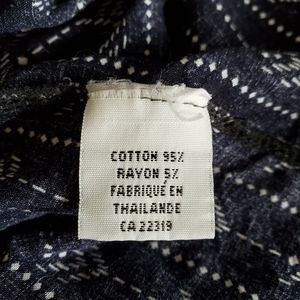 COTTON 95%
RAYON 5%
FABRIQUÉ EN
THAILANDE
CA 22319